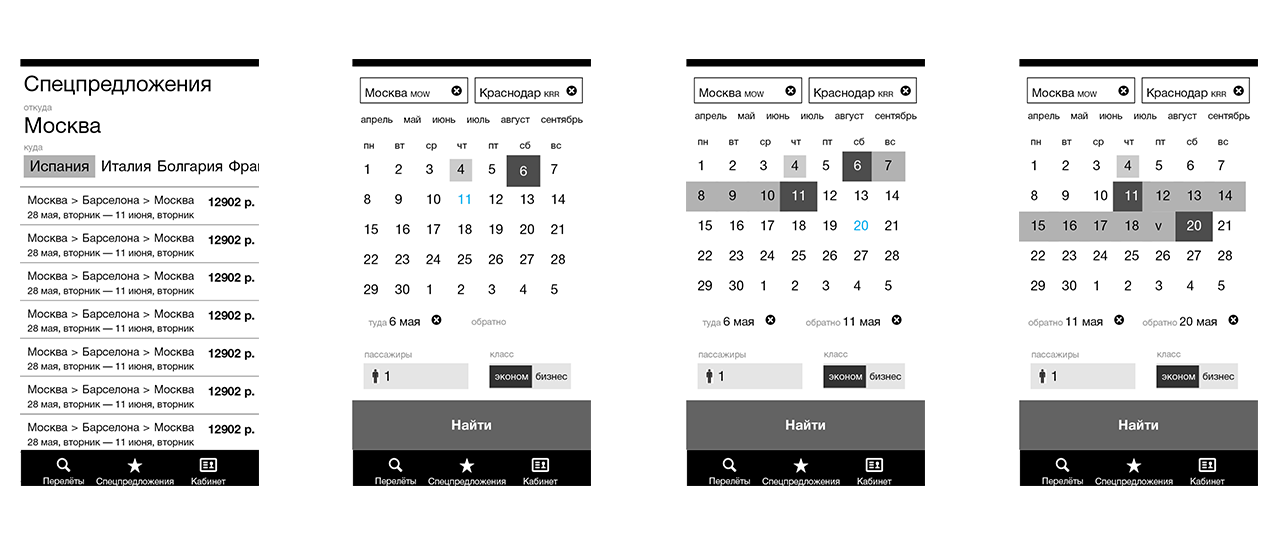 Спецпредложения
откуда
Москва
куда
Испания Италия Болгария Фран
Москва > Барселона > Москва 12902 р.
28 мая, вторник — 11 июня, вторник
Москва > Барселона > Москва 12902 р.
28 мая, вторник — 11 июня, вторник
Москва > Барселона > Москва 12902 р.
28 мая, вторник — 11 июня, вторник
Москва > Барселона > Москва 12902 р.
28 мая, вторник — 11 июня, вторник
Москва > Барселона > Москва 12902 р.
28 мая, вторник — 11 июня, вторник
Москва > Барселона > Москва 12902 р.
28 мая, вторник — 11 июня, вторник
Москва > Барселона > Москва 12902 р.
28 мая, вторник — 11 июня, вторник
Перелёты Спецпредложения Кабинет
Москва MOW Краснодар KRR
апрель май июнь июль август сентябрь
пн вт ср чт пт сб вс
1 2 3 4 5 6 7
8 9 10 11 12 13 14
15 16 17 18 19 20 21
22 23 24 25 26 27 28
29 30 1 2 3 4 5
туда 6 мая обратно
пассажиры класс
1 эконом бизнес
Найти
Перелёты Спецпредложения Кабинет
Москва MOW Краснодар KRR
апрель май июнь июль август сентябрь
пн вт ср чт пт сб вс
1 2 3 4 5 6 7
8 9 10 11 12 13 14
15 16 17 18 19 20 21
22 23 24 25 26 27 28
29 30 1 2 3 4 5
туда 6 мая обратно 11 мая
пассажиры класс
1 эконом бизнес
Найти
Перелёты Спецпредложения Кабинет
Москва MOW Краснодар KRR
апрель май июнь июль август сентябрь
пн вт ср чт пт сб вс
1 2 3 4 5 6 7
8 9 10 11 12 13 14
15 16 17 18 v 20 21
22 23 24 25 26 27 28
29 30 1 2 3 4 5
обратно 11 мая обратно 20 мая
пассажиры класс
1 эконом бизнес
Найти
Перелёты Спецпредложения Кабинет